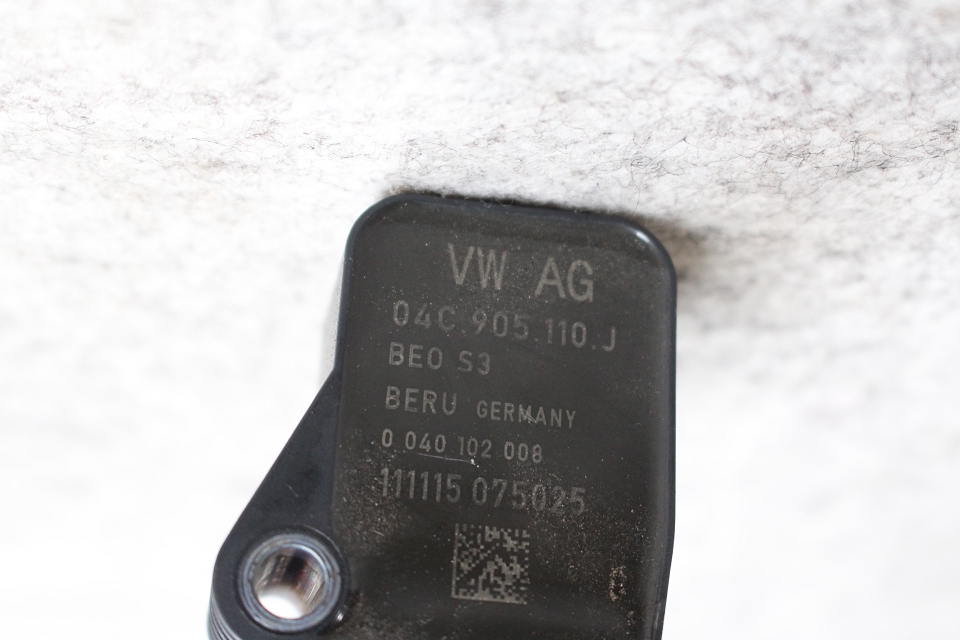 VW AG
04C.905.110.J
BEO S3
BERU GERMANY
0 040 102 008
111115 075025